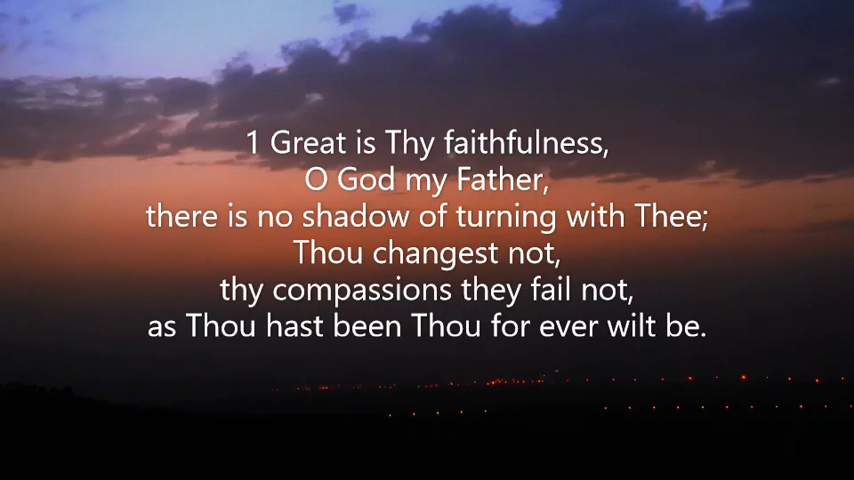 1 Great is Thy faithfulness,
O God my Father,
there is no shadow of turning with Thee;
Thou changest not,
thy compassions they fail not,
as Thou hast been Thou for ever wilt be.